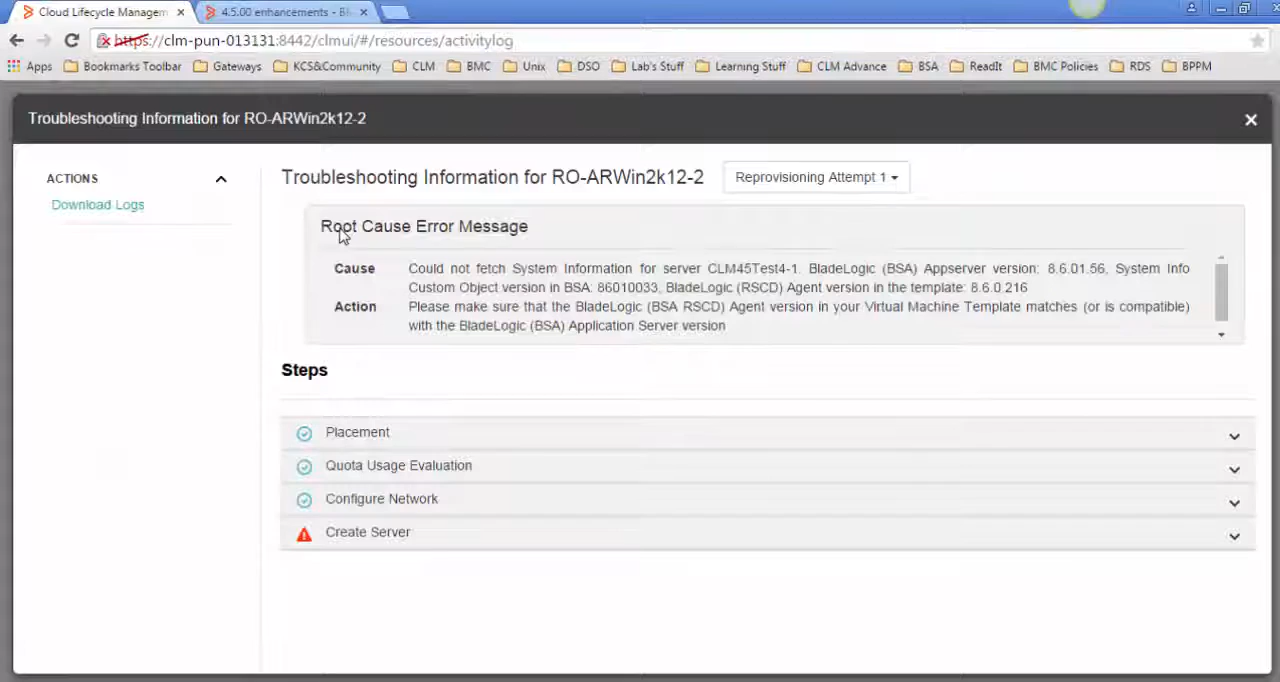 Cloud Lifecycle Managem
4.5.00 enhancements - B
https://clm-pun-013131:8442/clmui/#/resources/activitylog
Apps Bookmarks Toolbar Gateways KCS&Community CLM BMC Unix DSO Lab's Stuff Learning Stuff CLM Advance BSA ReadIt BMC Policies RDS BPPM
Troubleshooting Information for RO-ARWin2k12-2
ACTIONS
Download Logs
Troubleshooting Information for RO-ARWin2k12-2 Reprovisioning Attempt 1
Root Cause Error Message
Cause Could not fetch System Information for server CLM45Test4-1. BladeLogic (BSA) Appserver version: 8.6.01.56, System Info
Custom Object version in BSA: 86010033, BladeLogic (RSCD) Agent version in the template: 8.6.0.216
Action Please make sure that the BladeLogic (BSA RSCD) Agent version in your Virtual Machine Template matches (or is compatible)
with the BladeLogic (BSA) Application Server version
Steps
Placement
Quota Usage Evaluation
Configure Network
Create Server